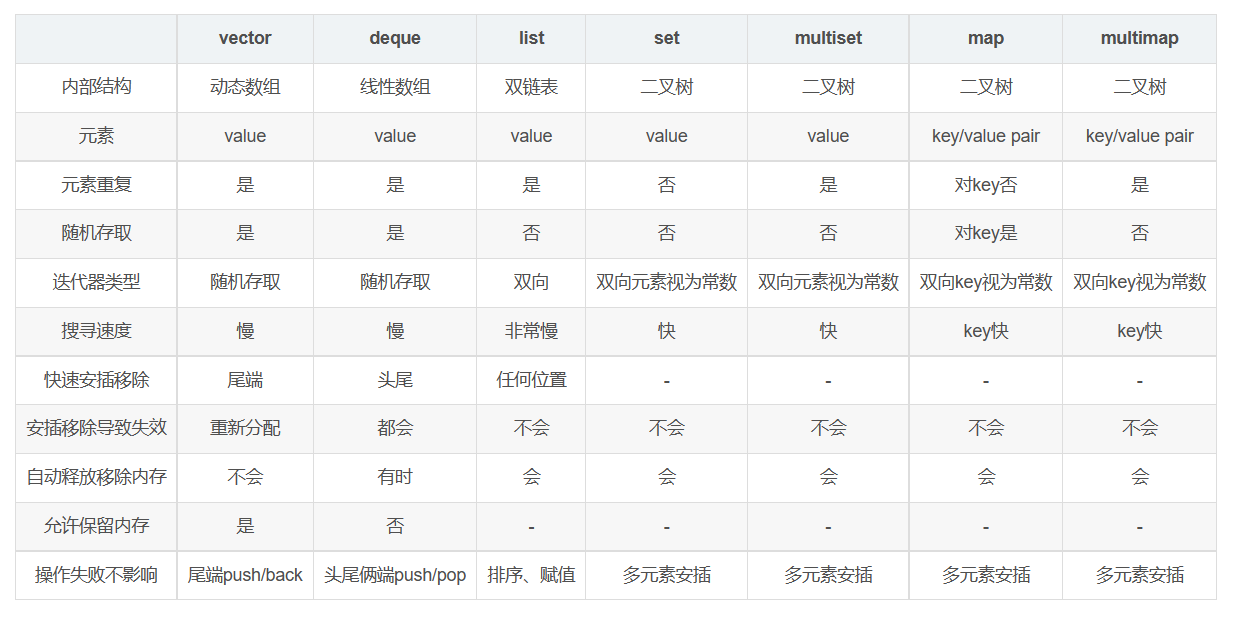 vector deque list set multiset map multimap
内部结构 动态数组 线性数组 双链表 二叉树 二叉树 二叉树 二叉树
元素 value value value value value key/value pair key/value pair
元素重复 是 是 是 否 是 对key否 是
随机存取 是 是 否 否 否 对key是 否
迭代器类型 随机存取 随机存取 双向 双向元素视为常数 双向元素视为常数 双向key视为常数 双向key视为常数
搜寻速度 慢 慢 非常慢 快 快 key快 key快
快速安插移除 尾端 头尾 任何位置 - - - -
安插移除导致失效 重新分配 都会 不会 不会 不会 不会 不会
自动释放移除内存 不会 有时 会 会 会 会 会
允许保留内存 是 否 - - - - -
操作失败不影响 尾端push/back 头尾俩端push/pop 排序、赋值 多元素安插 多元素安插 多元素安插 多元素安插